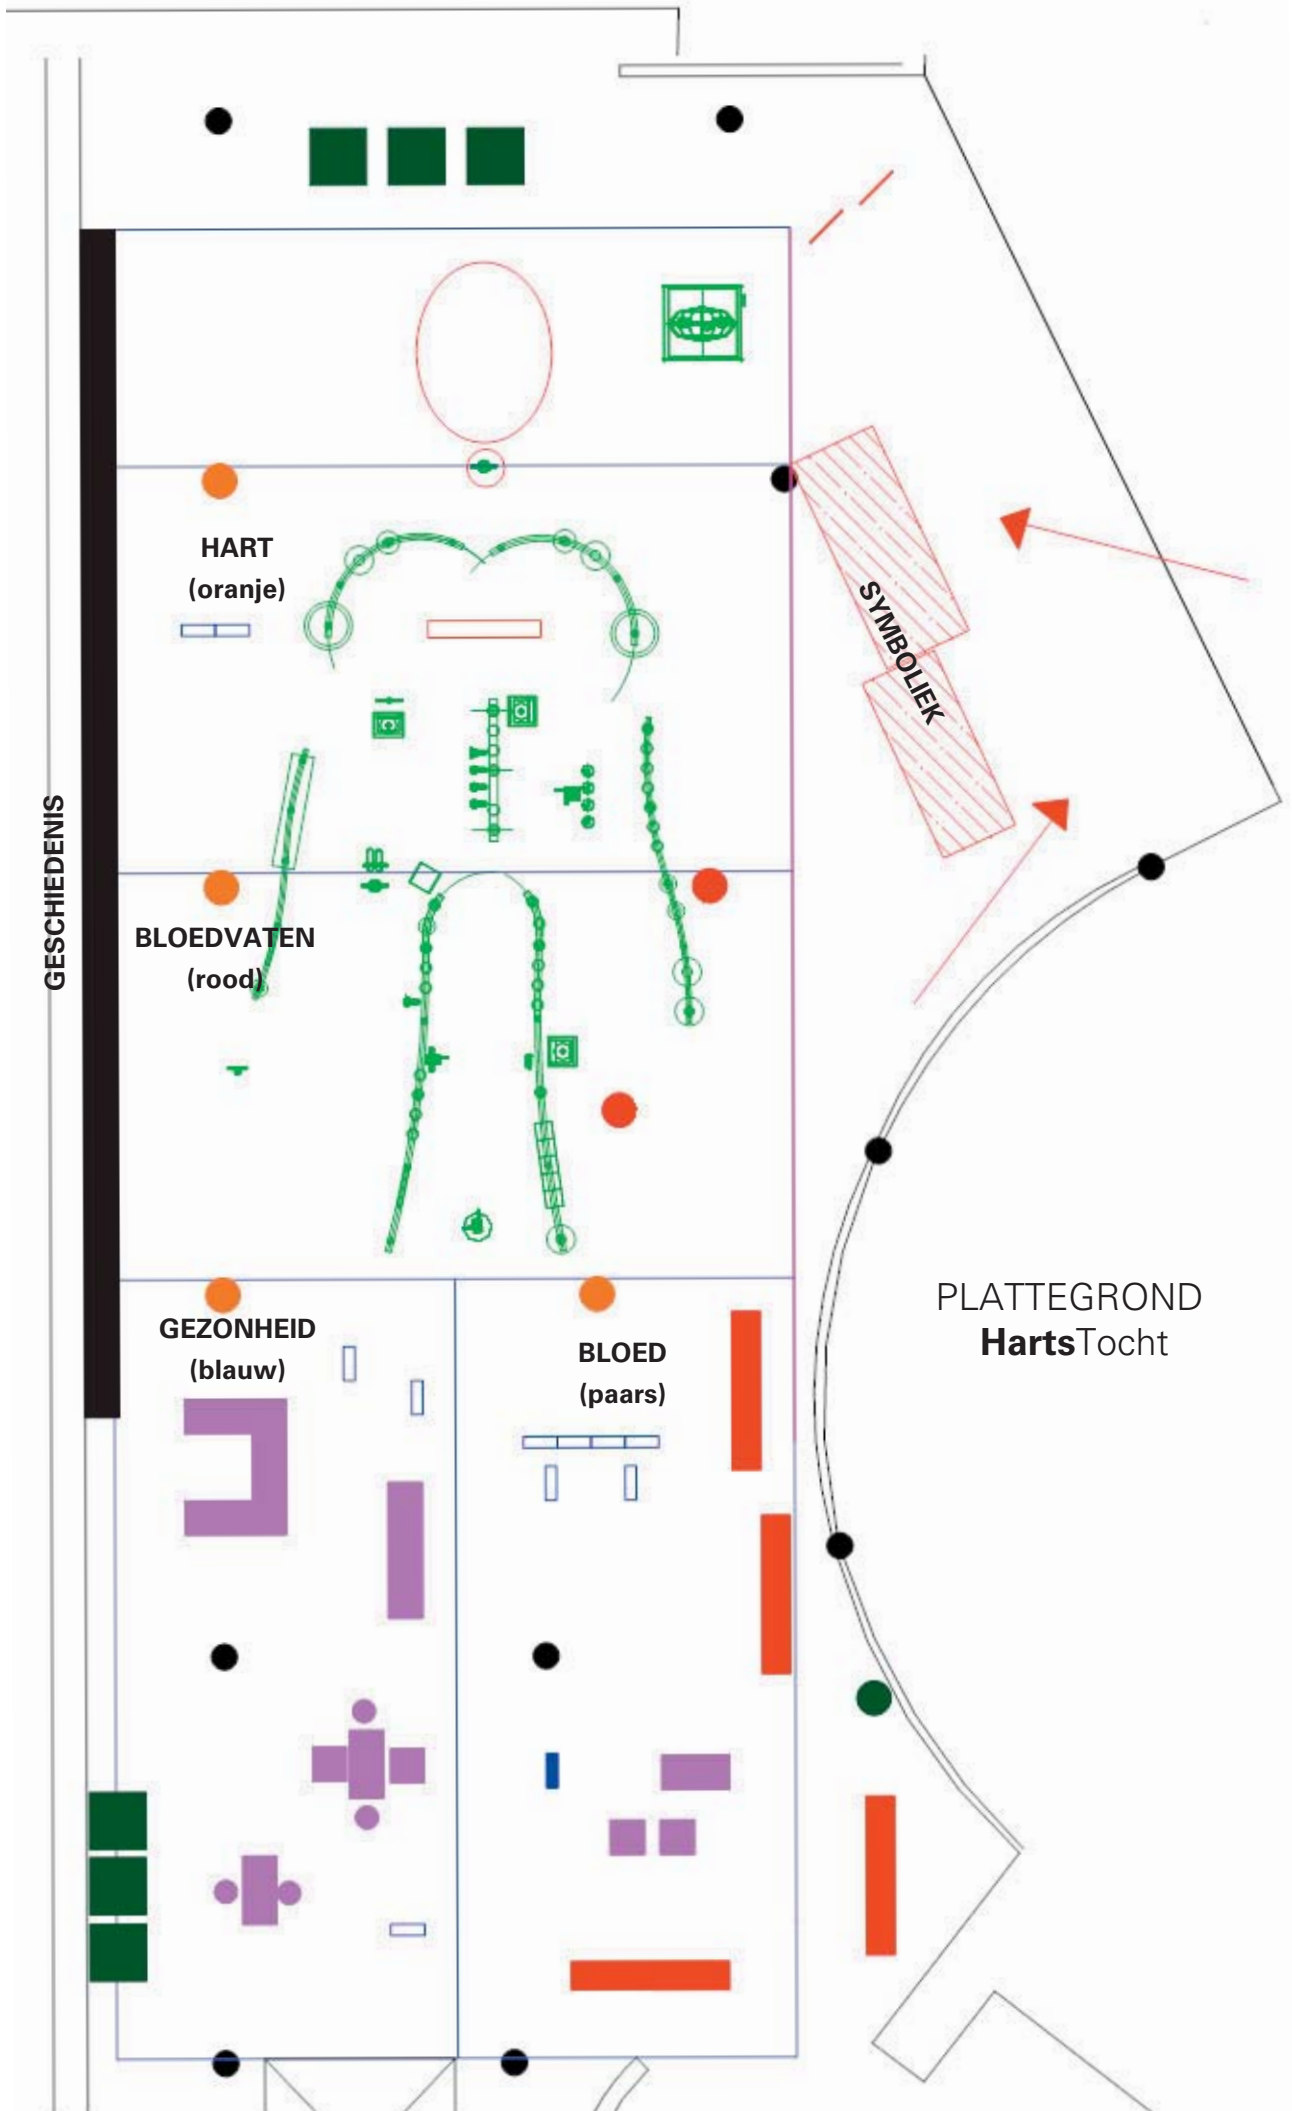 HART
(oranje)
SYMBOLIEK
GESCHIEDENIS
BLOEDVATEN
(rood)
PLATTEGROND
HartsTocht
GEZONHEID
(blauw)
BLOED
(paars)